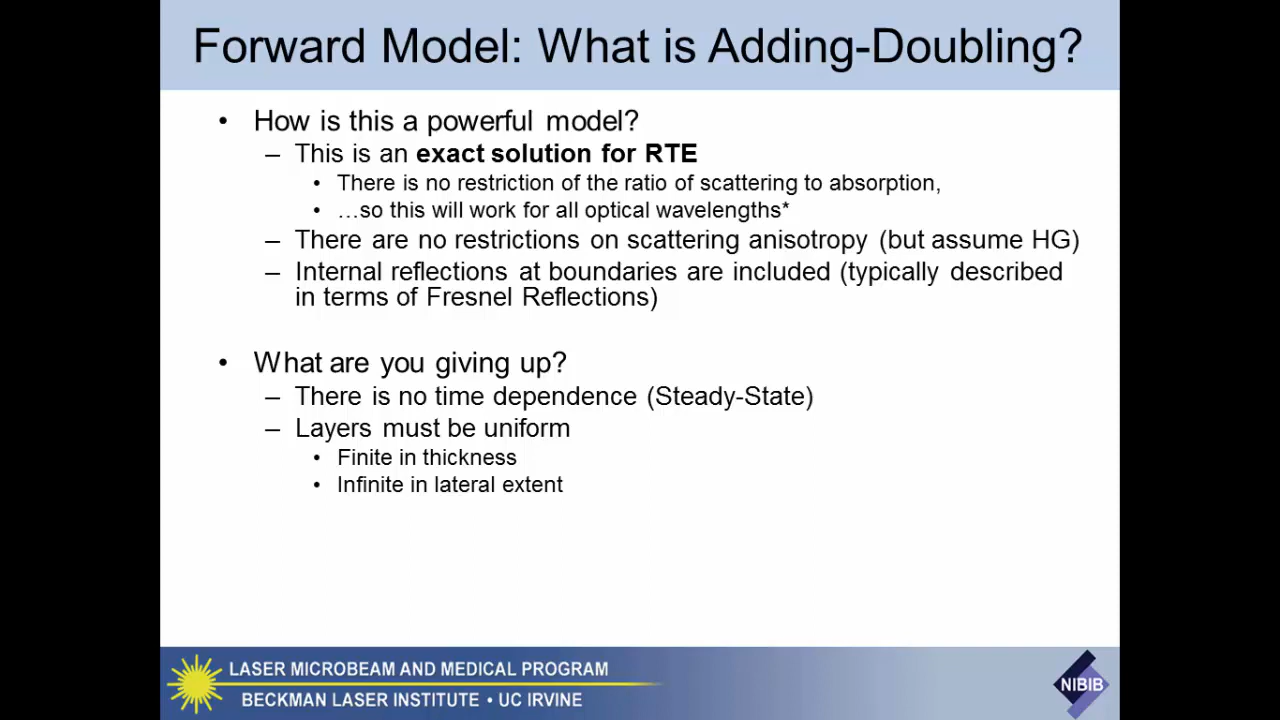 Forward Model: What is Adding-Doubling?
• How is this a powerful model?
– This is an exact solution for RTE
• There is no restriction of the ratio of scattering to absorption,
• …so this will work for all optical wavelengths*
– There are no restrictions on scattering anisotropy (but assume HG)
– Internal reflections at boundaries are included (typically described
in terms of Fresnel Reflections)
• What are you giving up?
– There is no time dependence (Steady-State)
– Layers must be uniform
• Finite in thickness
• Infinite in lateral extent
LASER MICROBEAM AND MEDICAL PROGRAM
BECKMAN LASER INSTITUTE • UC IRVINE
NIBIB